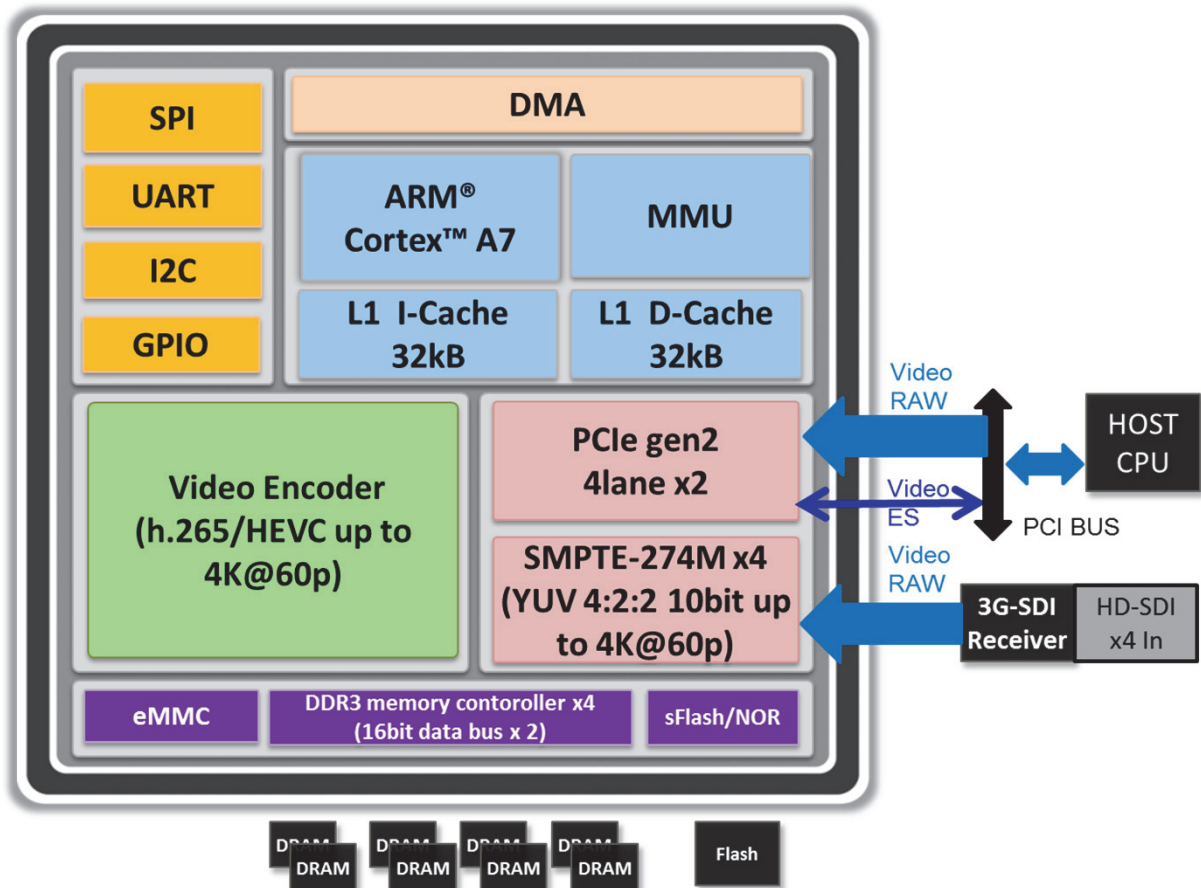 SPI
UART
I2C
GPIO
DMA
ARM®
Cortex™ A7
MMU
L1 I-Cache
32kB
L1 D-Cache
32kB
Video Encoder
(h.265/HEVC up to
4K@60p)
PCIe gen2
4lane x2
SMPTE-274M x4
(YUV 4:2:2 10bit up
to 4K@60p)
Video
RAW
Video
ES
PCI BUS
HOST
CPU
Video
RAW
3G-SDI
Receiver
HD-SDI
x4 In
eMMC
DDR3 memory contoroller x4
(16bit data bus x 2)
sFlash/NOR
DRAM
DRAM
DRAM
DRAM
DRAM
DRAM
DRAM
DRAM
Flash